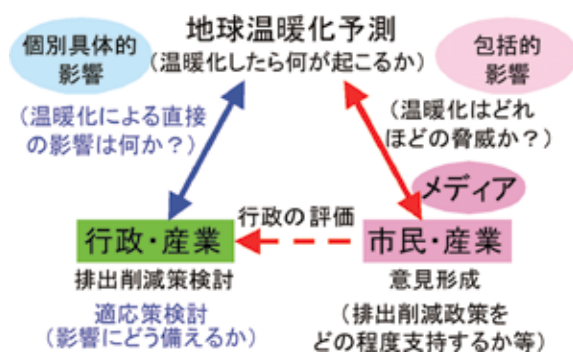 地球温暖化予測
(温暖化したら何が起こるか)
個別具体的
影響
包括的
影響
(温暖化による直接
の影響は何か？)
(温暖化はどれ
ほどの脅威か？)
メディア
行政の評価
行政・産業
市民・産業
排出削減策検討
適応策検討
(影響にどう備えるか)
意見形成
(排出削減政策を
どの程度支持するか等)